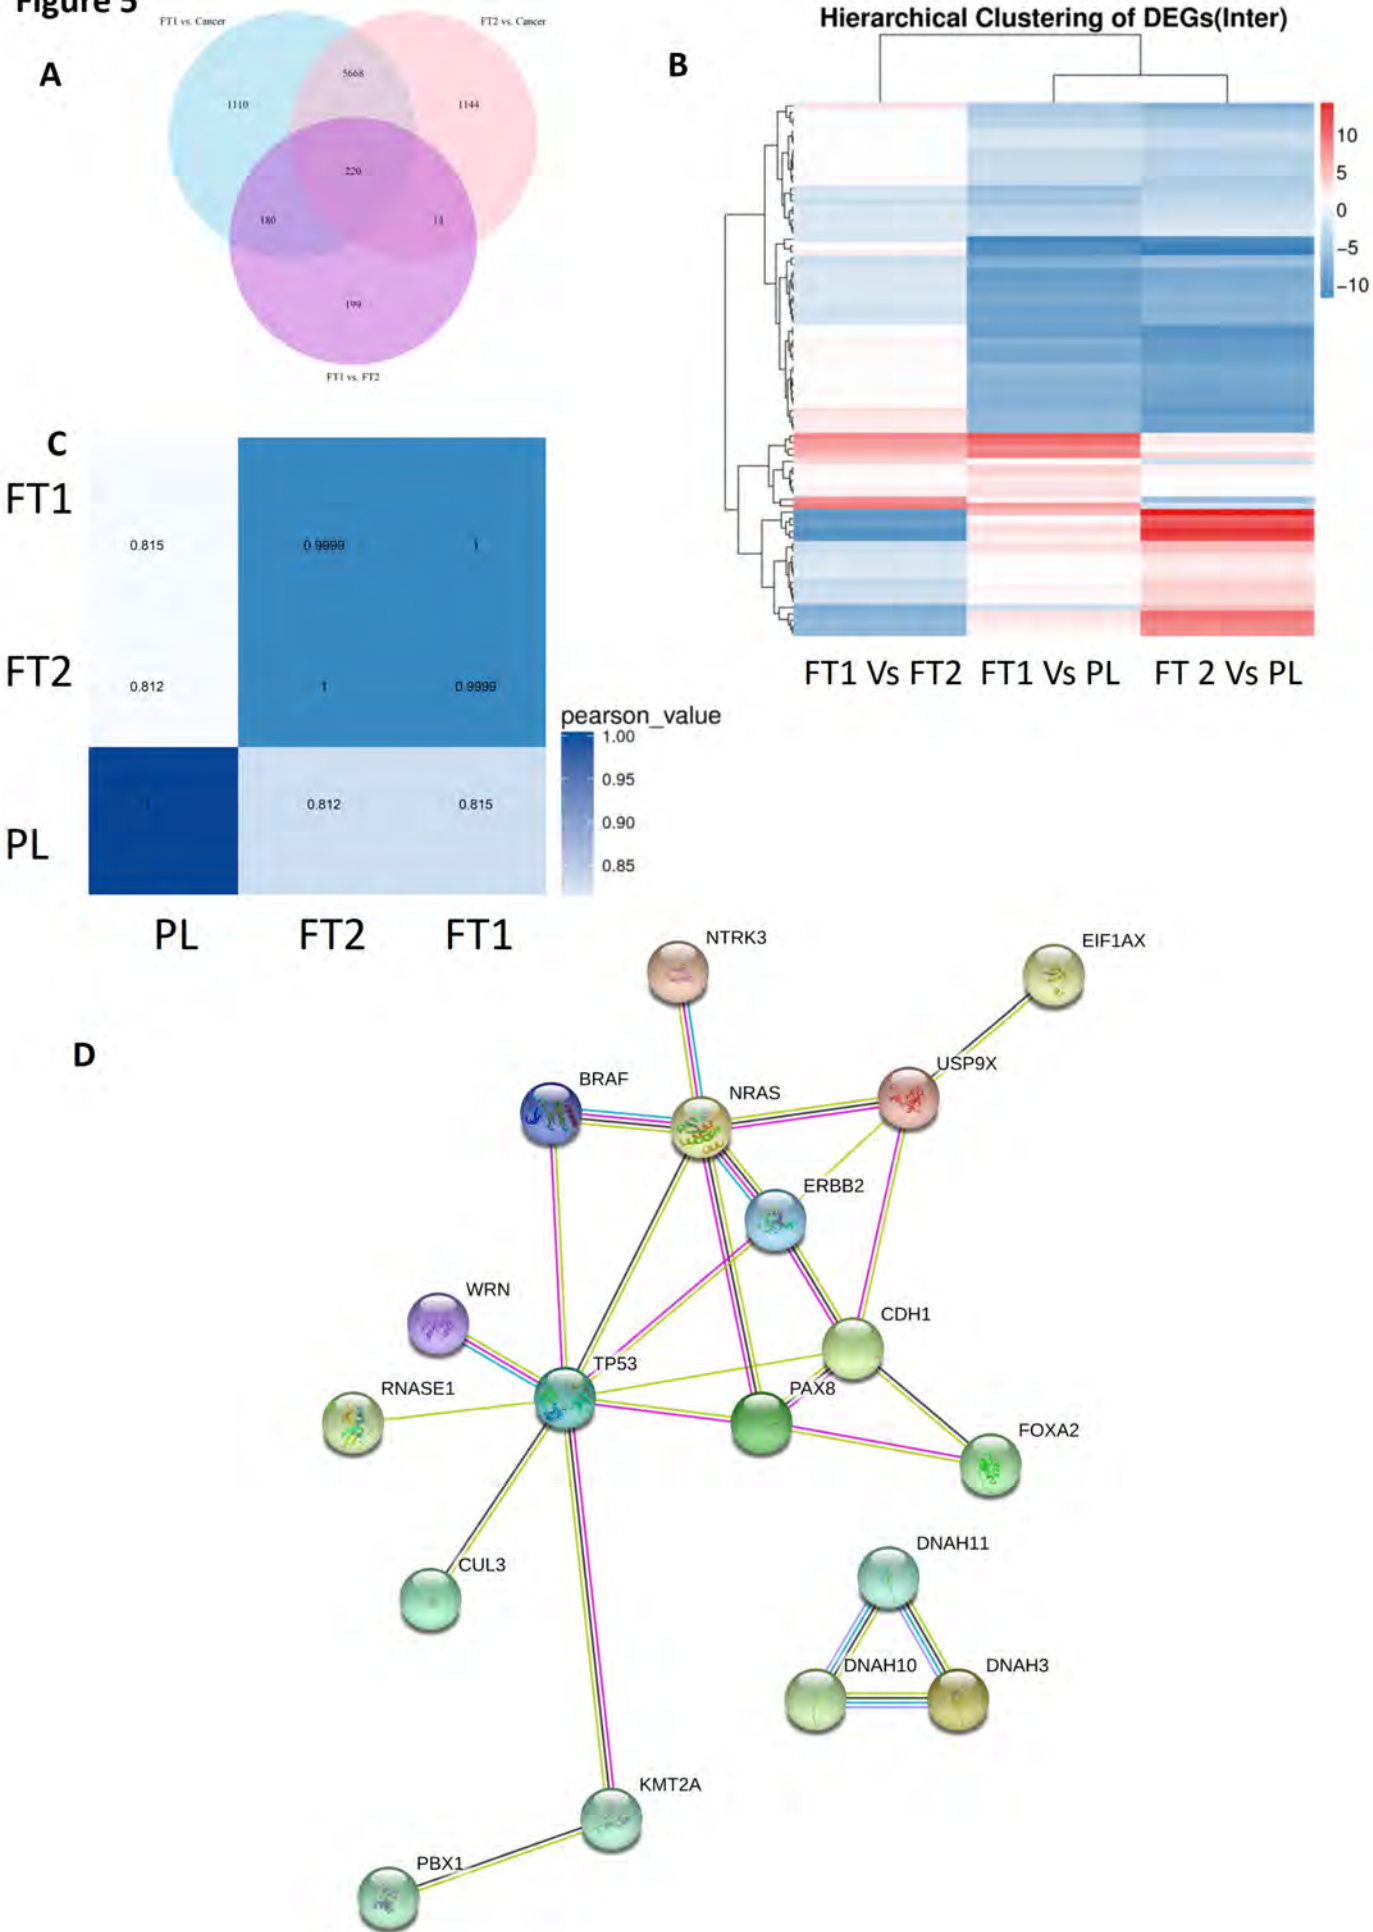 Figure 5
A
FT1 vs. Cancer
FT2 vs. Cancer
5668
1110
1144
220
180
11
199
FT1 vs. FT2
B
Hierarchical Clustering of DEGs(Inter)
10
5
0
−5
−10
FT1 Vs FT2
FT1 Vs PL
FT 2 Vs PL
C
FT1
0.815
0.9999
1
FT2
0.812
1
0.9999
PL
1
0.812
0.815
PL
FT2
FT1
pearson_value
1.00
0.95
0.90
0.85
D
NTRK3
EIF1AX
BRAF
NRAS
USP9X
ERBB2
WRN
CDH1
TP53
RNASE1
PAX8
FOXA2
CUL3
DNAH11
DNAH10
DNAH3
KMT2A
PBX1